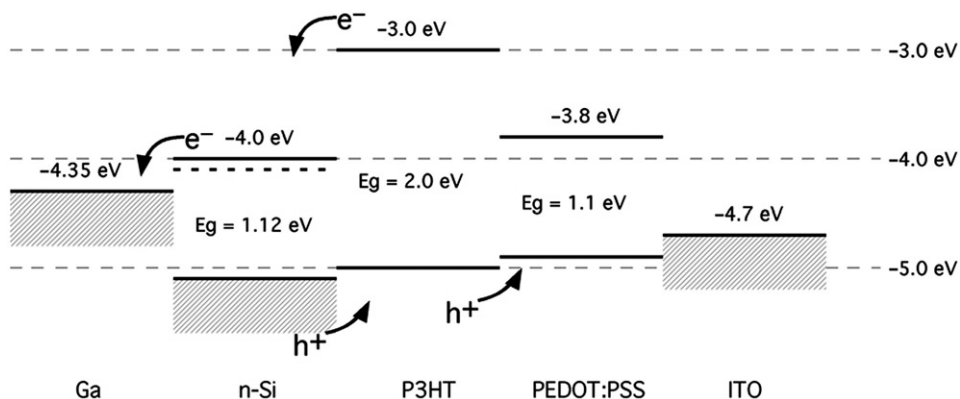 e⁻
−3.0 eV
−3.0 eV
−3.8 eV
e⁻
−4.0 eV
−4.0 eV
−4.35 eV
Eg = 2.0 eV
Eg = 1.1 eV
−4.7 eV
Eg = 1.12 eV
−5.0 eV
h+
h+
Ga
n-Si
P3HT
PEDOT:PSS
ITO